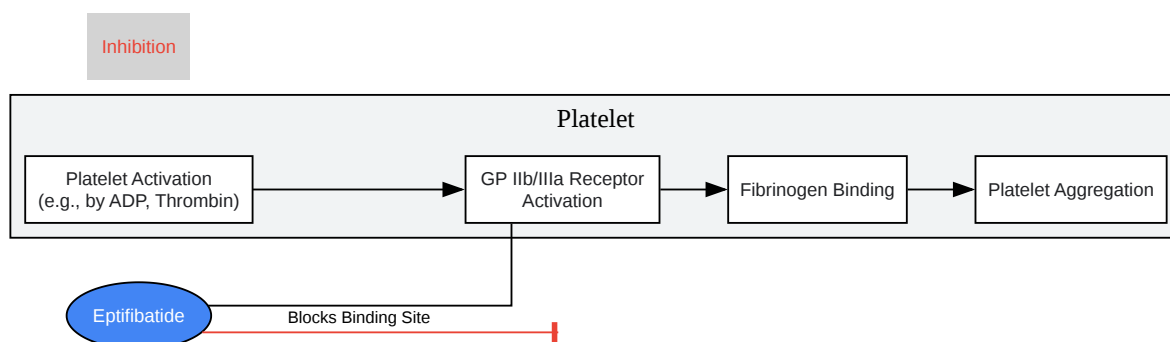 Inhibition
Platelet
Platelet Activation
(e.g., by ADP, Thrombin)
GP IIb/IIIa Receptor
Activation
Fibrinogen Binding
Platelet Aggregation
Eptifibatide
Blocks Binding Site